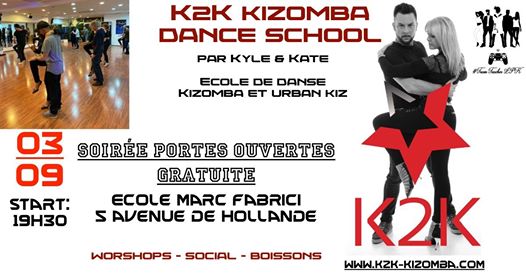 K2K KIZOMBA
DANCE SCHOOL
PAR KYLE & KATE
ECOLE DE DANSE
KIZOMBA ET URBAN KIZ
03
09
START:
19H30
SOIRÉE PORTES OUVERTES
GRATUITE
ECOLE MARC FABRICI
5 AVENUE DE HOLLANDE
WORSHOPS - SOCIAL - BOISSONS
K2K
WWW.K2K-KIZOMBA.COM